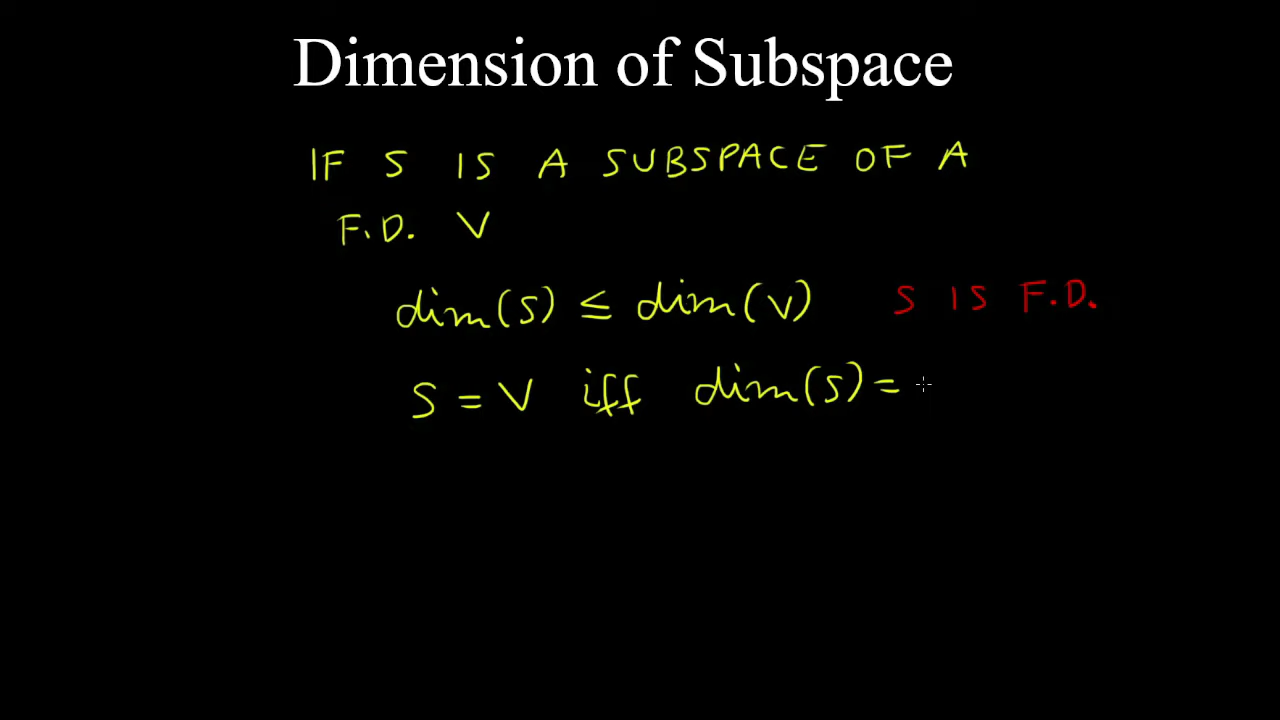 Dimension of Subspace
IF S IS A SUBSPACE OF A
F.D. V
dim(S) ≤ dim(V) S IS F.D.
S = V iff dim(S) =